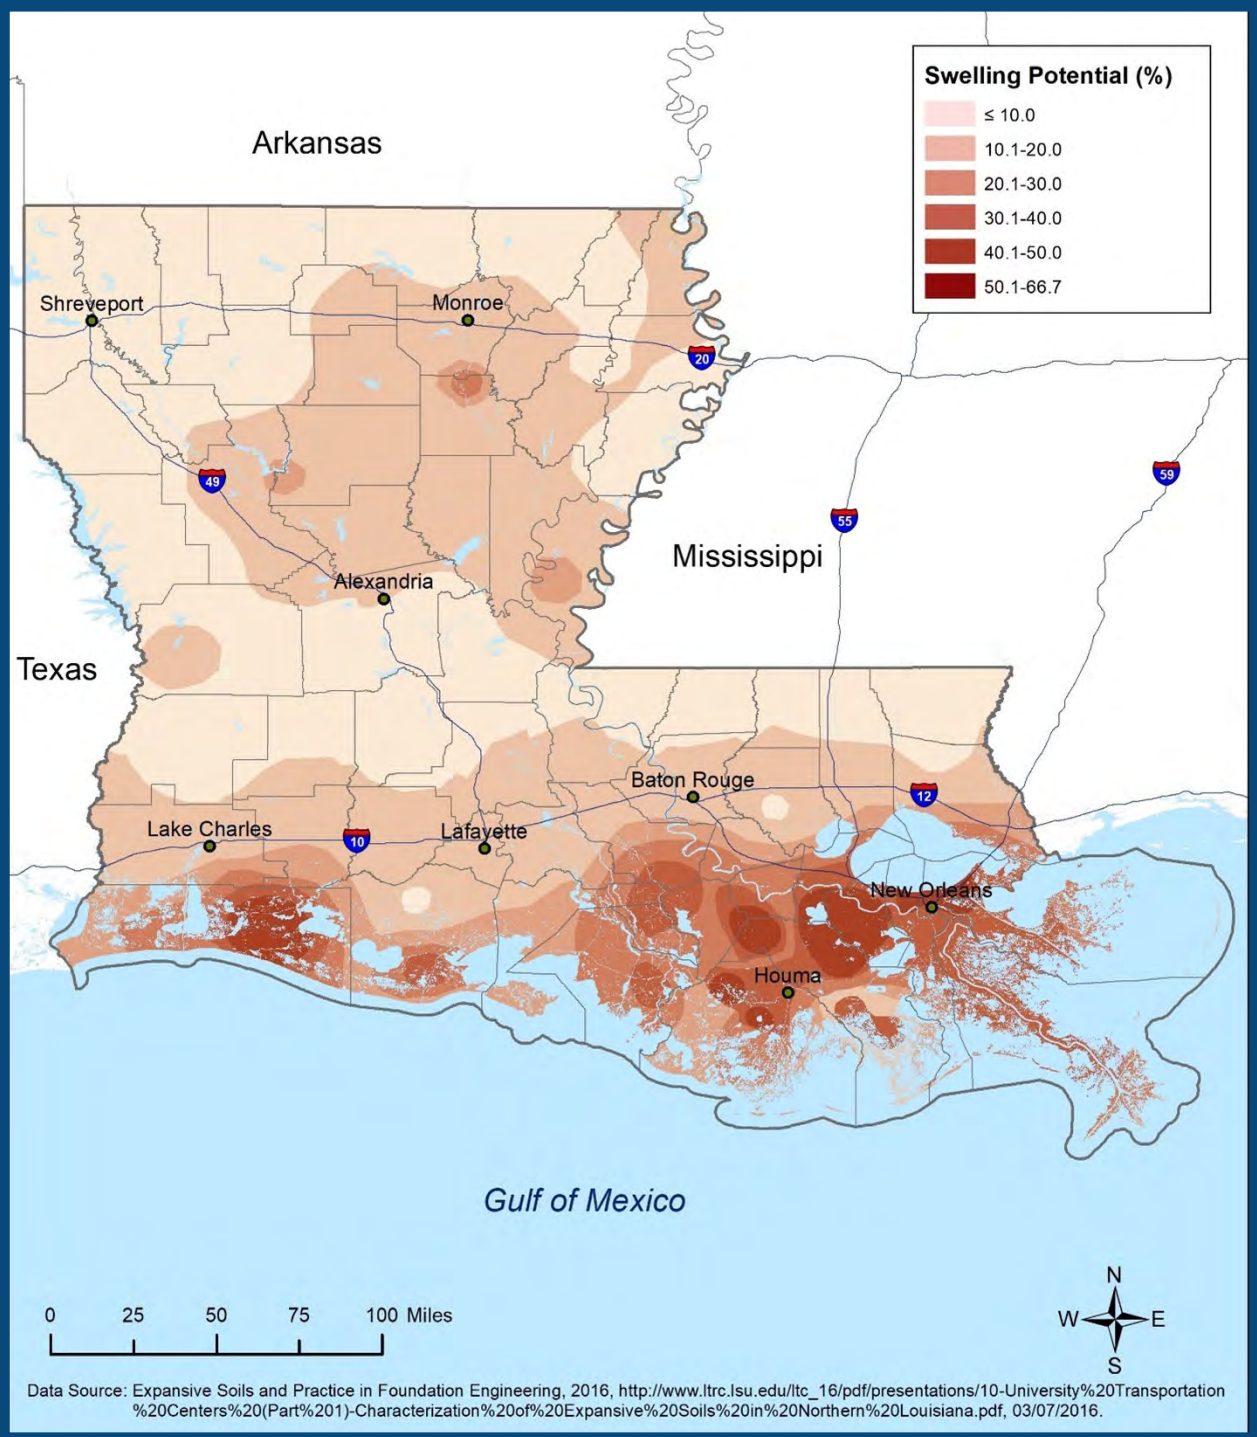 Swelling Potential (%)
≤ 10.0
10.1-20.0
20.1-30.0
30.1-40.0
40.1-50.0
50.1-66.7
Arkansas
Shreveport
Monroe
20
49
59
55
Mississippi
Alexandria
Texas
Baton Rouge
12
Lake Charles
10
Lafayette
New Orleans
Houma
Gulf of Mexico
N
W E
S
0 25 50 75 100 Miles
Data Source: Expansive Soils and Practice in Foundation Engineering, 2016, http://www.ltrc.lsu.edu/ltc_16/pdf/presentations/10-University%20Transportation
%20Centers%20(Part%201)-Characterization%20of%20Expansive%20Soils%20in%20Northern%20Louisiana.pdf, 03/07/2016.